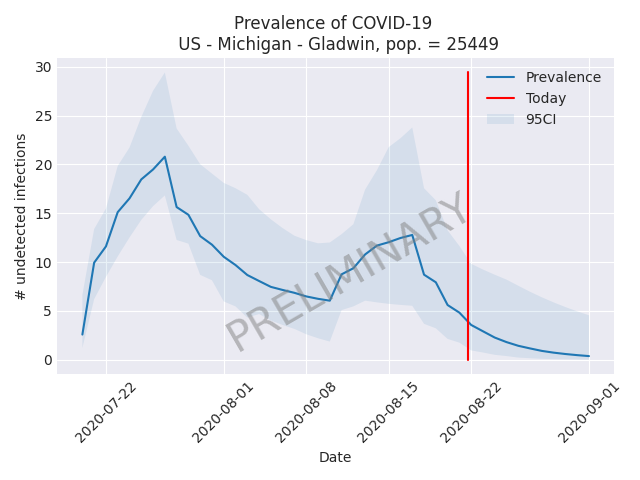 Prevalence of COVID-19
US - Michigan - Gladwin, pop. = 25449
30
25
20
15
10
5
0
# undetected infections
Prevalence
Today
95CI
PRELIMINARY
2020-07-22
2020-08-01
2020-08-08
2020-08-15
2020-08-22
2020-09-01
Date